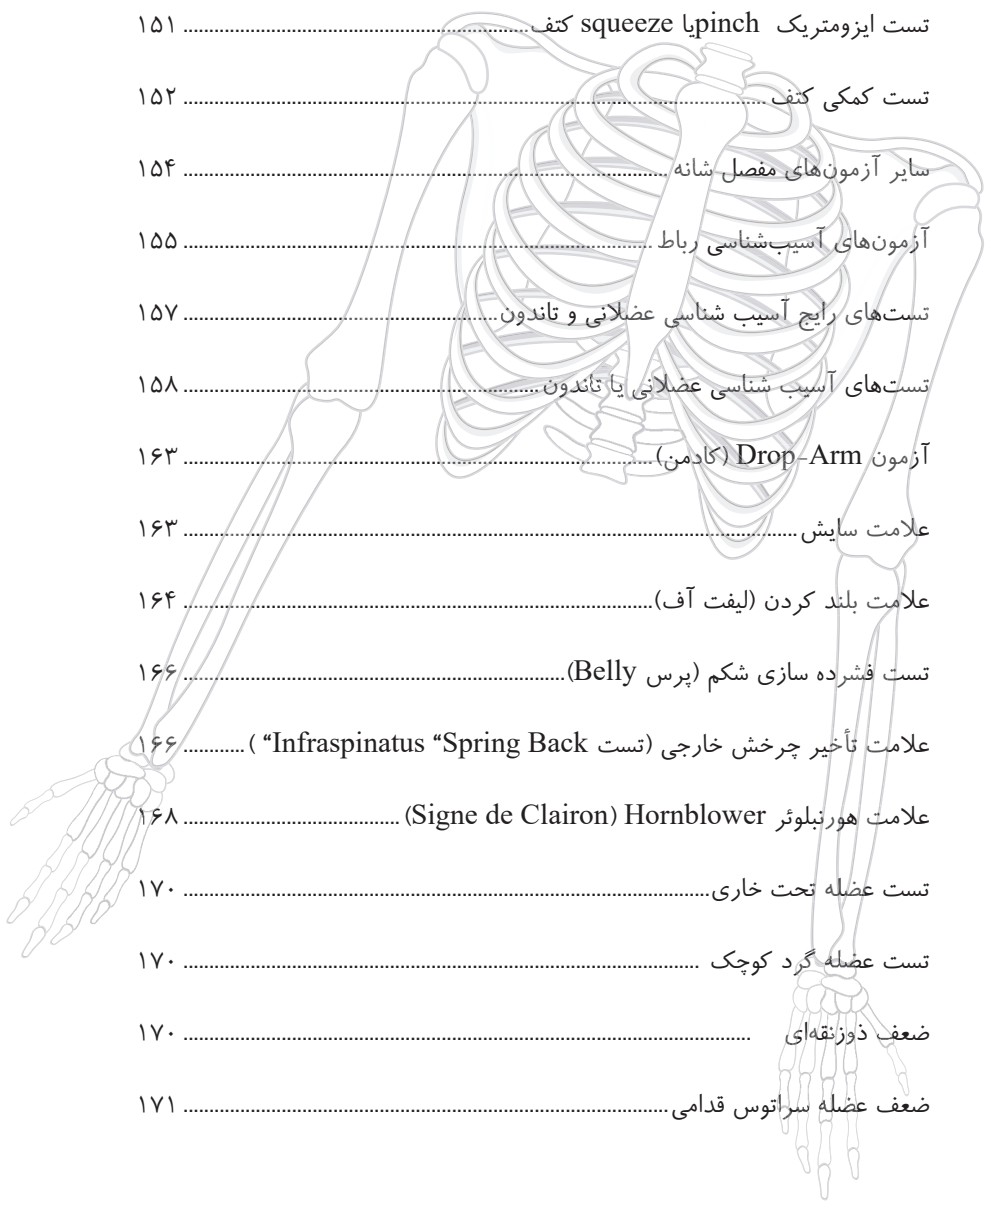 تست ایزومتریک pinch یا squeeze کتف ........ ۱۵۱
تست کمکی کتف ........ ۱۵۲
سایر آزمون‌های مفصل شانه ........ ۱۵۴
آزمون‌های آسیب‌شناسی رباط ........ ۱۵۵
تست‌های رایج آسیب شناسی عضلانی و تاندون ........ ۱۵۷
تست‌های آسیب شناسی عضلانی یا تاندون ........ ۱۵۸
آزمون Drop-Arm (کادمن) ........ ۱۶۳
علامت سایش ........ ۱۶۳
علامت بلند کردن (لیفت آف) ........ ۱۶۴
تست فشرده سازی شکم (پرس Belly) ........ ۱۶۶
علامت تأخیر چرخش خارجی (تست Infraspinatus “Spring Back“ ) ........ ۱۶۶
علامت هورنبلوئر Hornblower (Signe de Clairon) ........ ۱۶۸
تست عضله تحت خاری ........ ۱۷۰
تست عضله گرد کوچک ........ ۱۷۰
ضعف ذوزنقه‌ای ........ ۱۷۰
ضعف عضله سراتوس قدامی ........ ۱۷۱